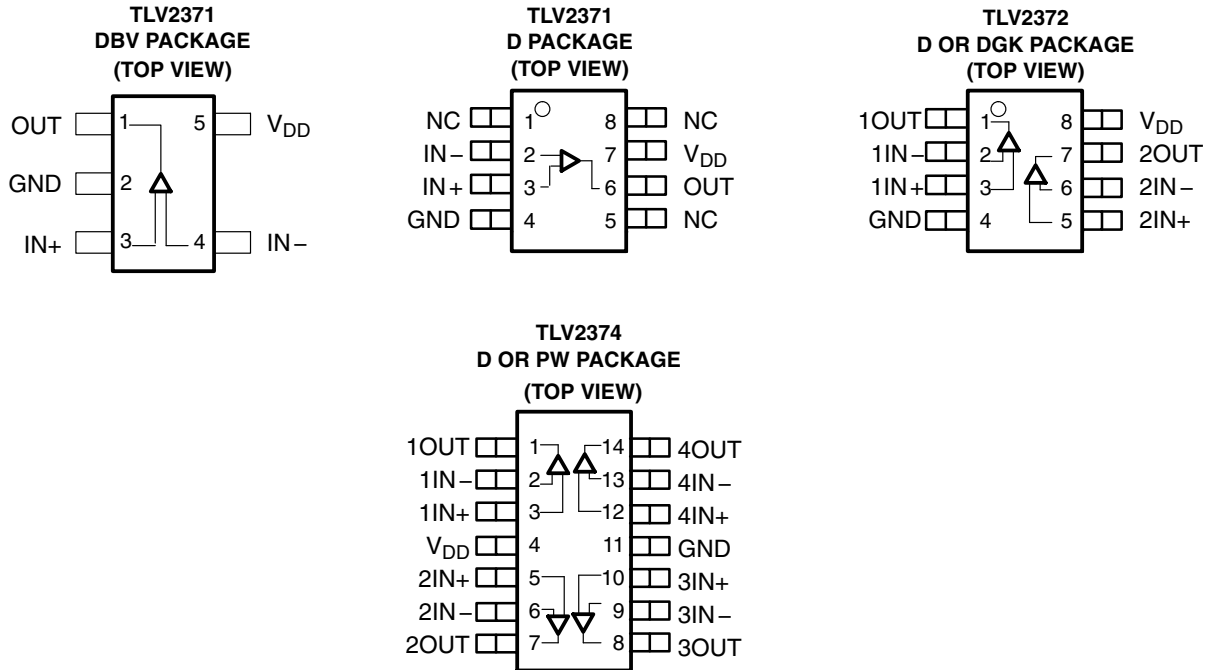 TLV2371
DBV PACKAGE
(TOP VIEW)
OUT 1 5 VDD
GND 2
IN+ 3 4 IN−
TLV2371
D PACKAGE
(TOP VIEW)
NC 1 8 NC
IN− 2 7 VDD
IN+ 3 6 OUT
GND 4 5 NC
TLV2372
D OR DGK PACKAGE
(TOP VIEW)
1OUT 1 8 VDD
1IN− 2 7 2OUT
1IN+ 3 6 2IN−
GND 4 5 2IN+
TLV2374
D OR PW PACKAGE
(TOP VIEW)
1OUT 1 14 4OUT
1IN− 2 13 4IN−
1IN+ 3 12 4IN+
VDD 4 11 GND
2IN+ 5 10 3IN+
2IN− 6 9 3IN−
2OUT 7 8 3OUT